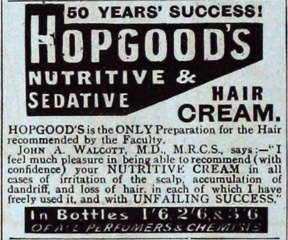 50 YEARS' SUCCESS!
HOPGOOD'S
NUTRITIVE &
SEDATIVE
HAIR
CREAM.
HOPGOOD'S is the ONLY Preparation for the Hair
recommended by the Faculty.
JOHN A. WALCOTT, M.D., M.R.C.S., says :—"I
feel much pleasure in being able to recommend (with
confidence) your NUTRITIVE CREAM in all
cases of irritation of the scalp, accumulation of
dandriff, and loss of hair, in each of which I have
freely used it, and with UNFAILING SUCCESS."
In Bottles 1/6, 2/6, & 3/6
OF ALL PERFUMERS & CHEMISTS